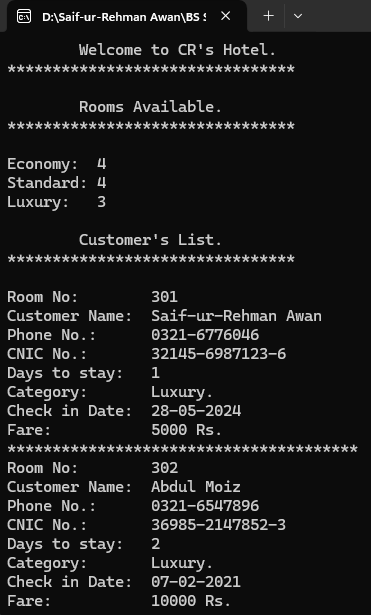 D:\Saif-ur-Rehman Awan\BS S
Welcome to CR's Hotel.
********************************
Rooms Available.
********************************
Economy: 4
Standard: 4
Luxury: 3
Customer's List.
********************************
Room No: 301
Customer Name: Saif-ur-Rehman Awan
Phone No.: 0321-6776046
CNIC No.: 32145-6987123-6
Days to stay: 1
Category: Luxury.
Check in Date: 28-05-2024
Fare: 5000 Rs.
***************************************
Room No: 302
Customer Name: Abdul Moiz
Phone No.: 0321-6547896
CNIC No.: 36985-2147852-3
Days to stay: 2
Category: Luxury.
Check in Date: 07-02-2021
Fare: 10000 Rs.